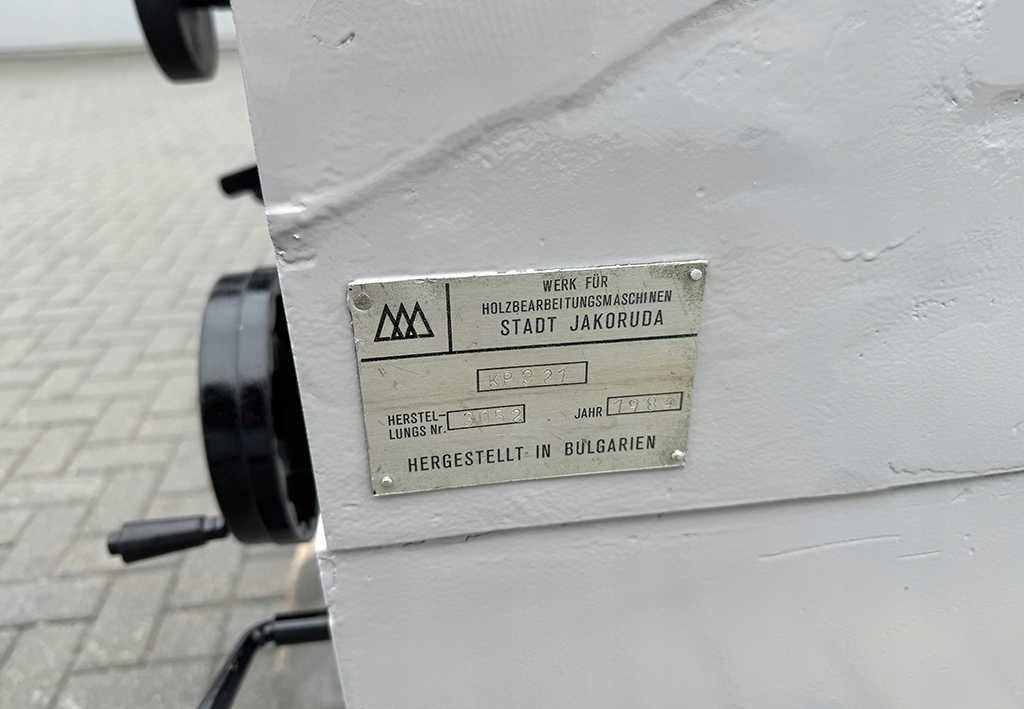 WERK FÜR
HOLZBEARBEITUNGSMASCHINEN
STADT JAKORUDA
KP 321
HERSTEL-
LUNGS Nr. 3052
JAHR 1984
HERGESTELLT IN BULGARIEN